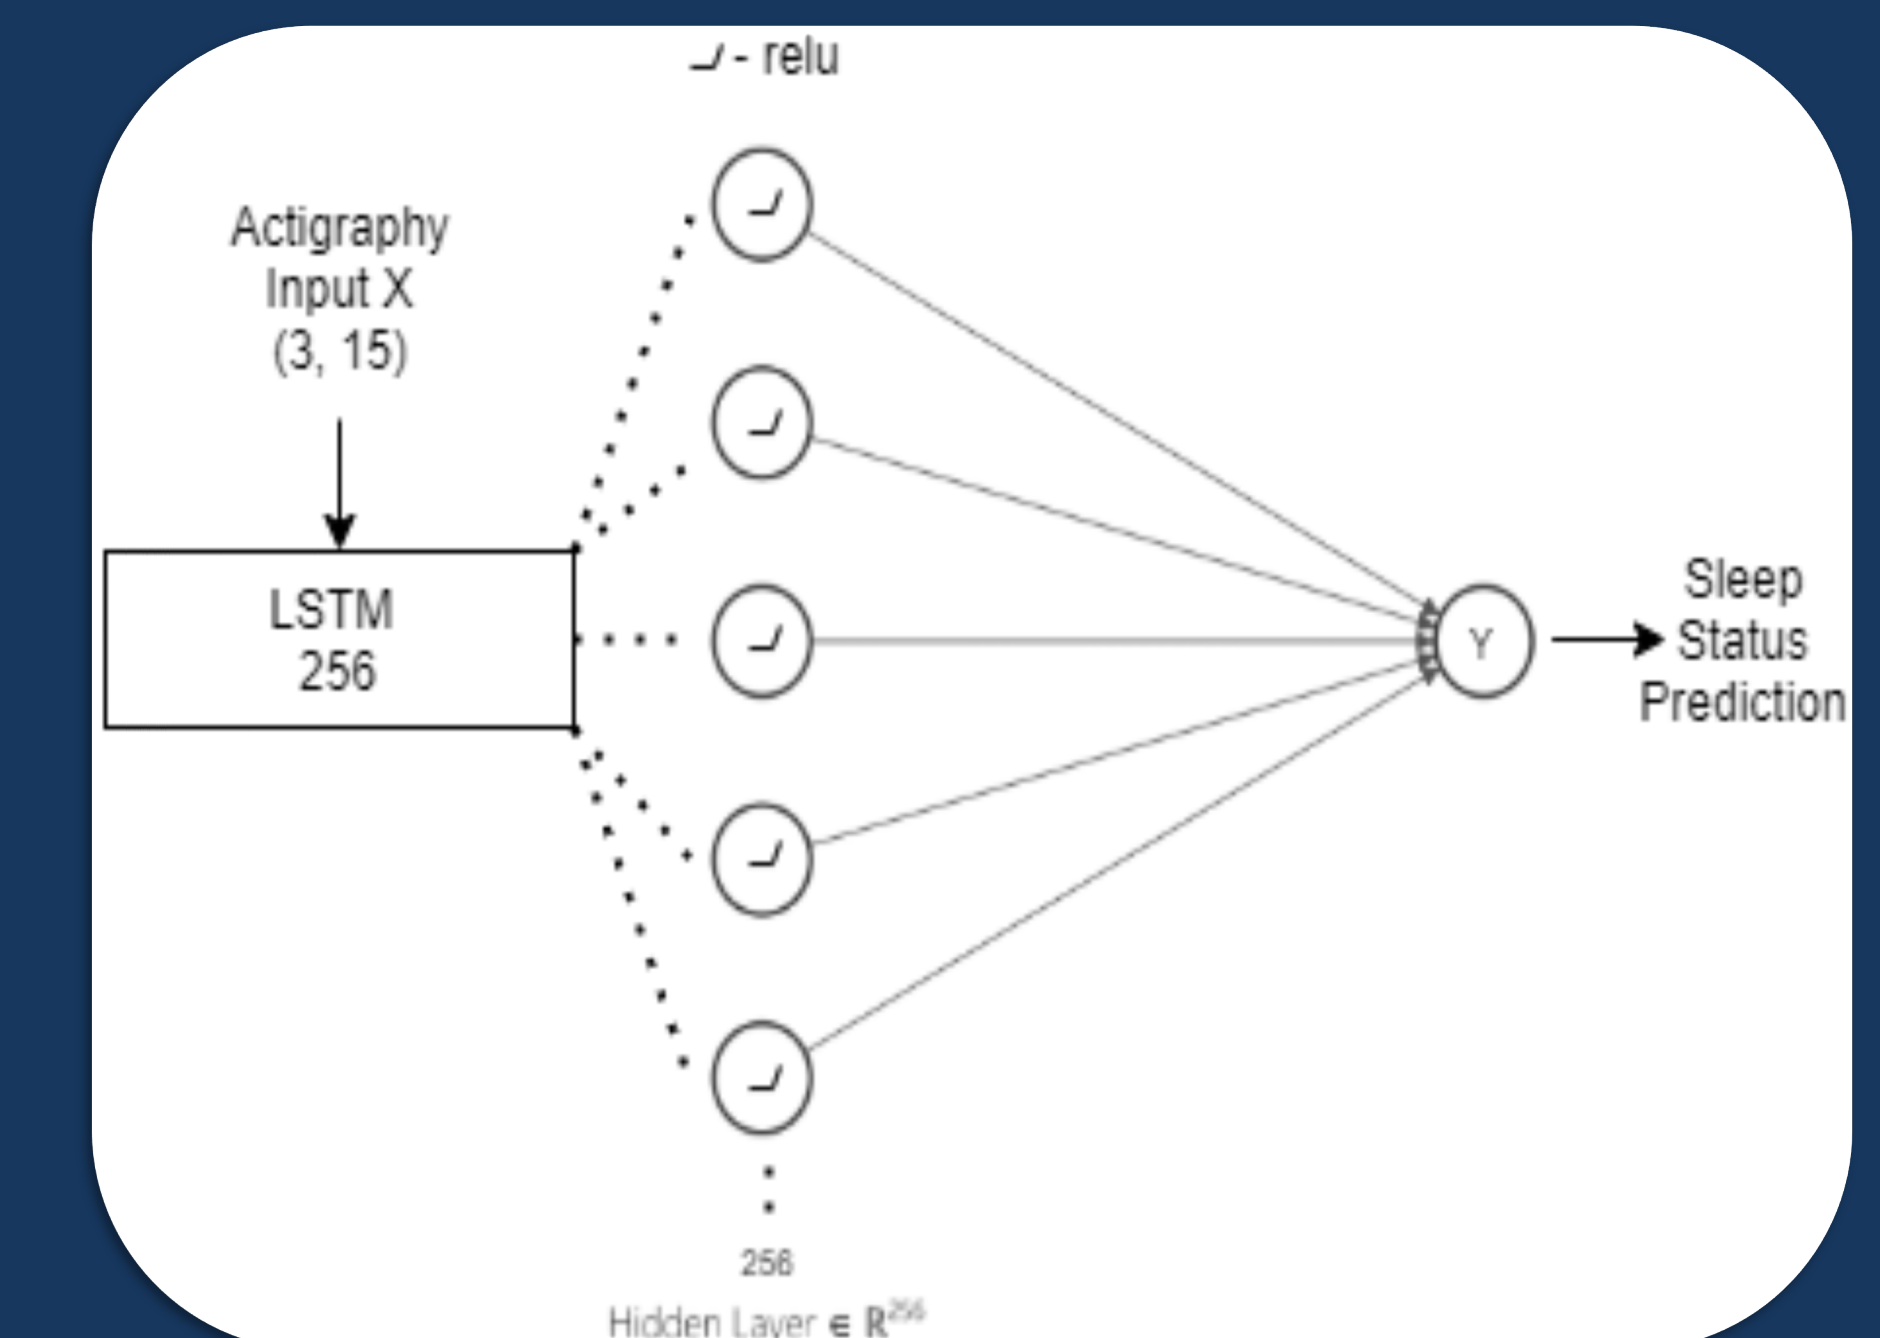 - relu
Actigraphy
Input X
(3, 15)
LSTM
256
Y
Sleep
Status
Prediction
256
Hidden Layer ∈ R²⁵⁶